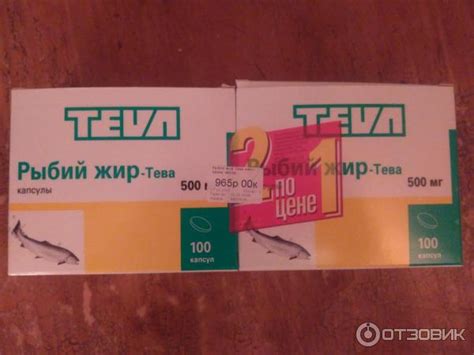 TEVA
Рыбий жир-Тева
капсулы
500 м
965р 00к
100
капсул
2 по цене 1
TEVA
Рыбий жир-Тева
500 мг
100
капсул
ОТЗОВИК